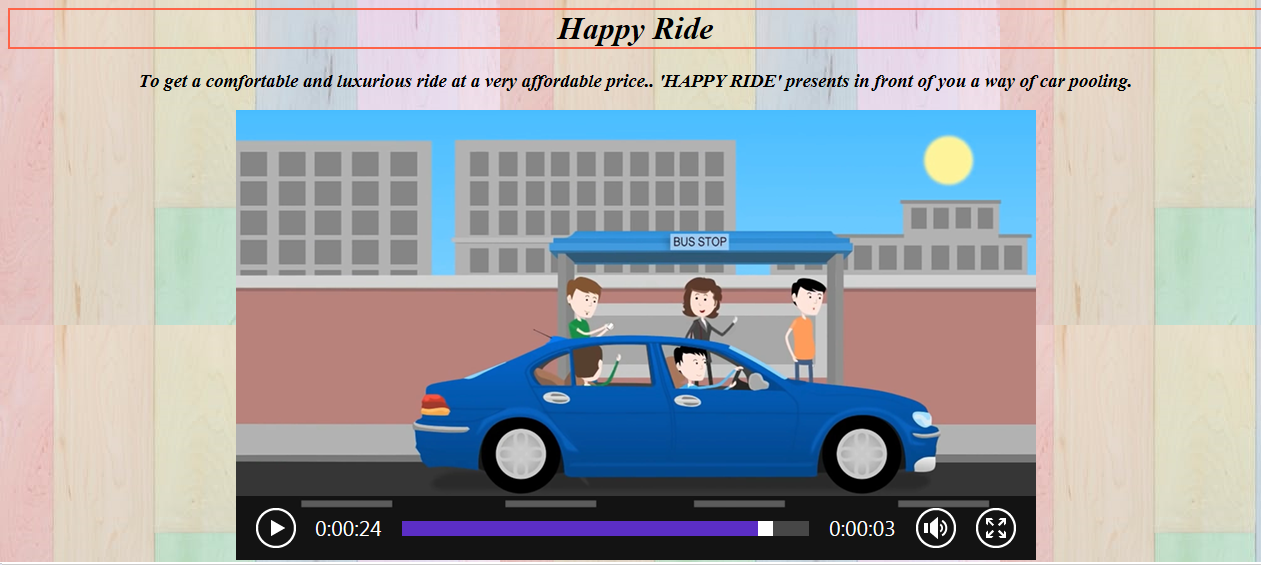 Happy Ride
To get a comfortable and luxurious ride at a very affordable price.. 'HAPPY RIDE' presents in front of you a way of car pooling.
BUS STOP
0:00:24 0:00:03